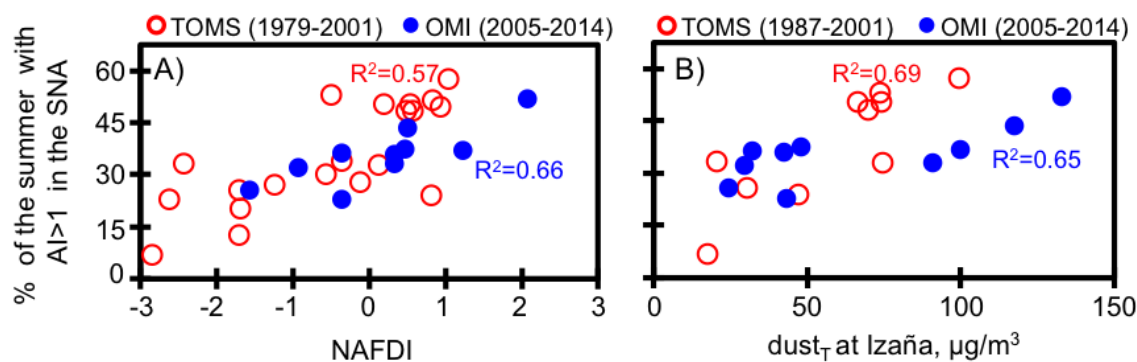 TOMS (1979-2001) OMI (2005-2014) TOMS (1987-2001) OMI (2005-2014)
% of the summer with
AI>1 in the SNA
60
45
30
15
0
A)
R²=0.57
R²=0.66
-3 -2 -1 0 1 2 3
NAFDI
B)
R²=0.69
R²=0.65
0 50 100 150
dust_T at Izaña, µg/m³